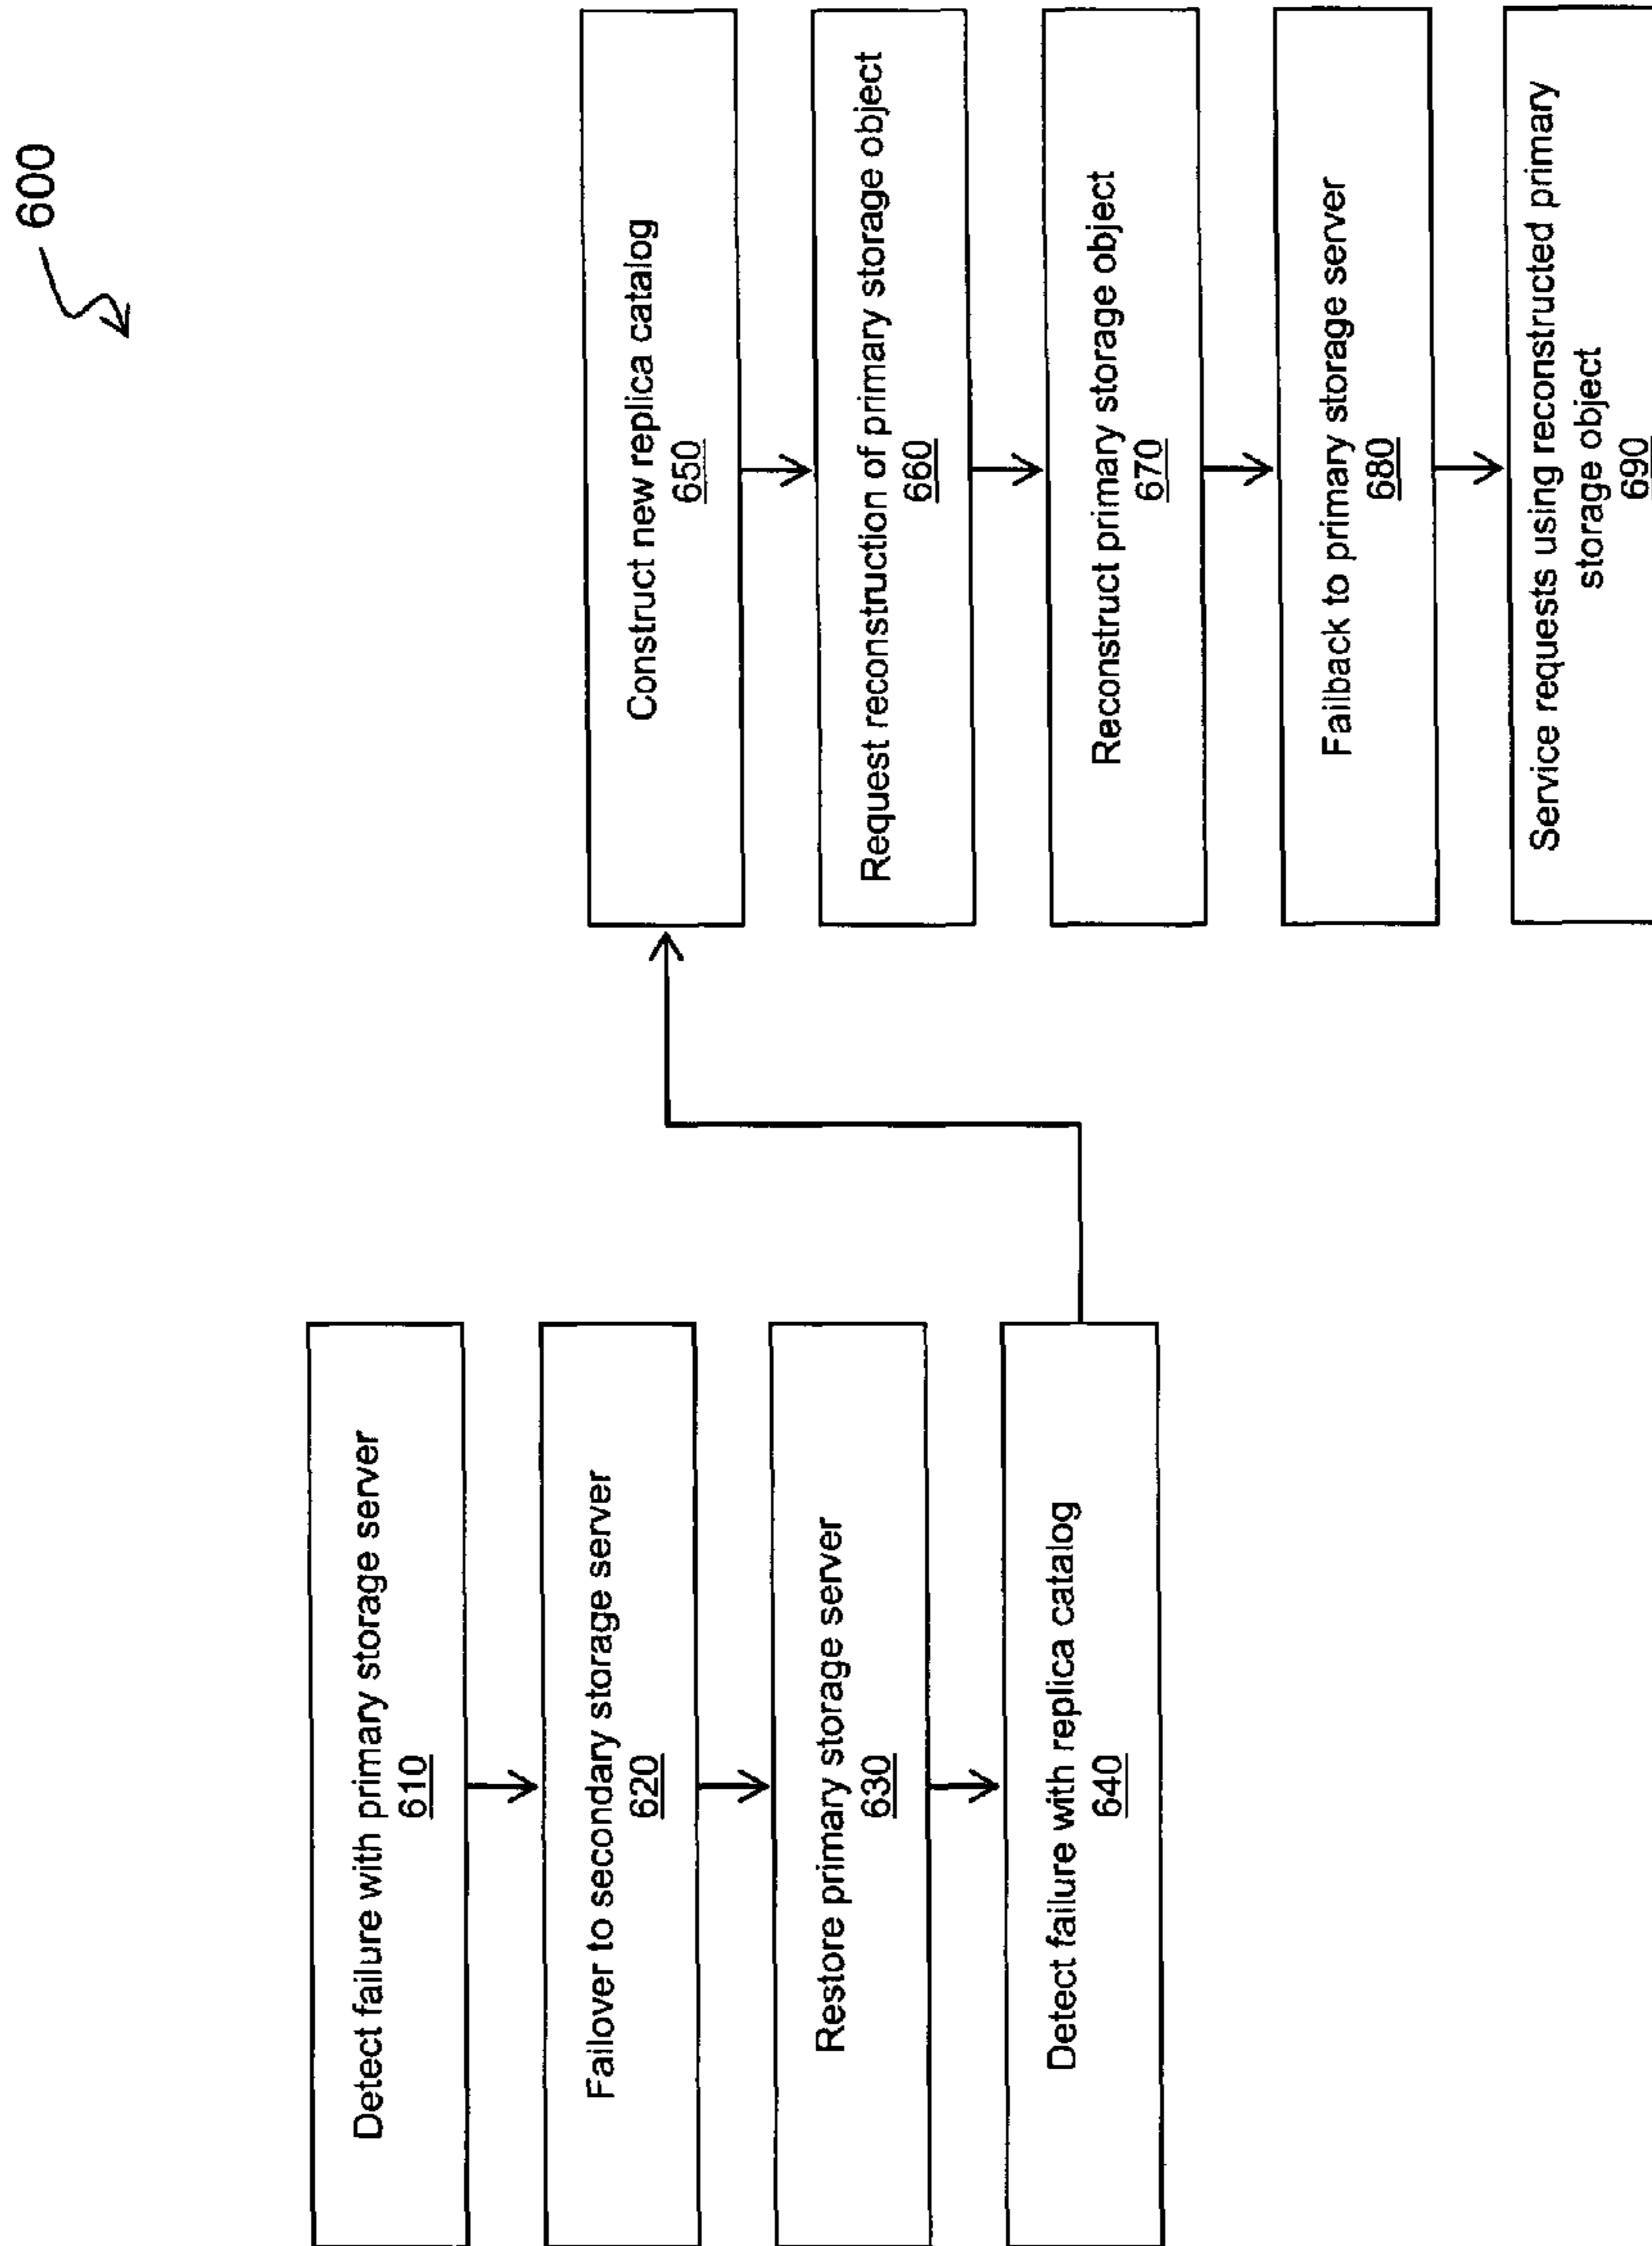 600
Detect failure with primary storage server
610
Failover to secondary storage server
620
Restore primary storage server
630
Detect failure with replica catalog
640
Construct new replica catalog
650
Request reconstruction of primary storage object
660
Reconstruct primary storage object
670
Failback to primary storage server
680
Service requests using reconstructed primary
storage object
690